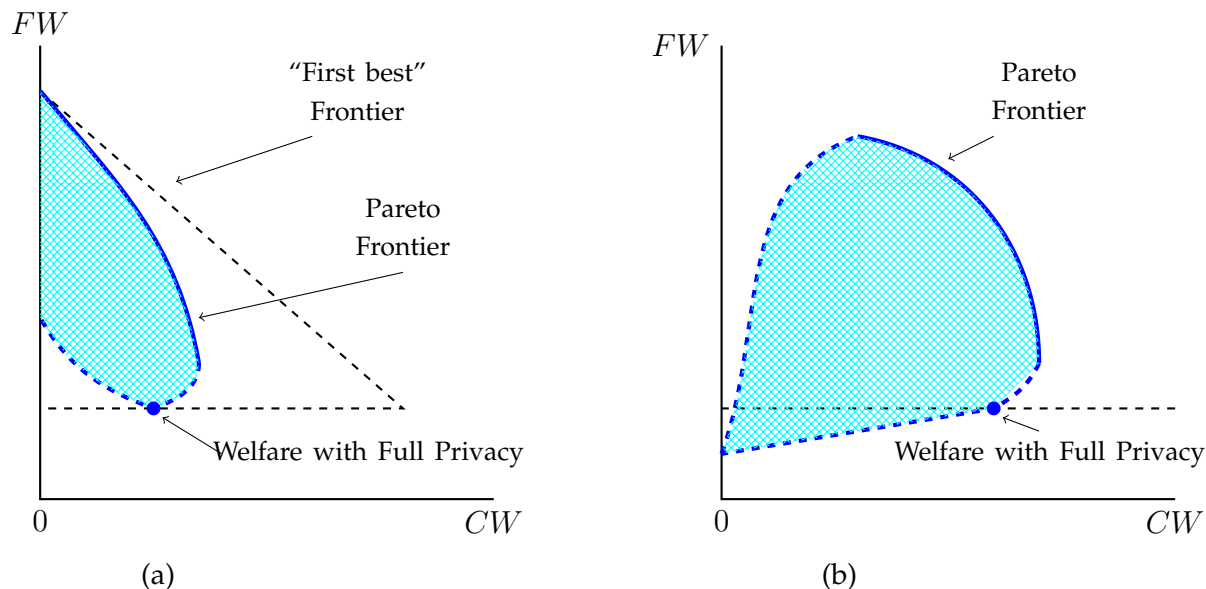 FW
“First best”
Frontier
Pareto
Frontier
Welfare with Full Privacy
0
CW
(a)
FW
Pareto
Frontier
Welfare with Full Privacy
0
CW
(b)